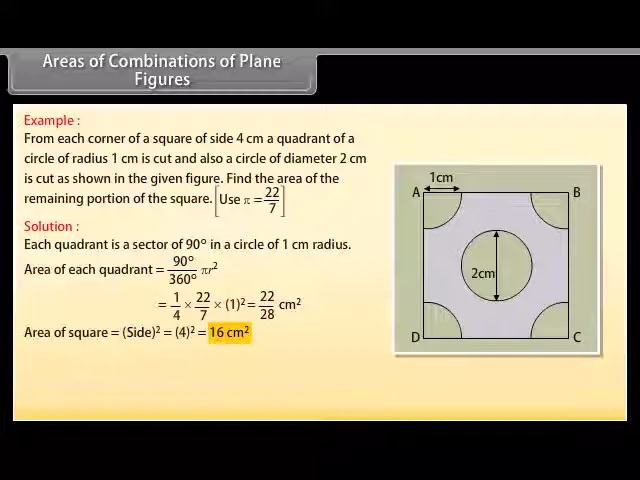 Areas of Combinations of Plane
Figures
Example :
From each corner of a square of side 4 cm a quadrant of a
circle of radius 1 cm is cut and also a circle of diameter 2 cm
is cut as shown in the given figure. Find the area of the
remaining portion of the square. [Use π = 22/7]
Solution :
Each quadrant is a sector of 90° in a circle of 1 cm radius.
Area of each quadrant = 90°/360° πr²
= 1/4 × 22/7 × (1)² = 22/28 cm²
Area of square = (Side)² = (4)² = 16 cm²
1cm
A
B
2cm
D
C